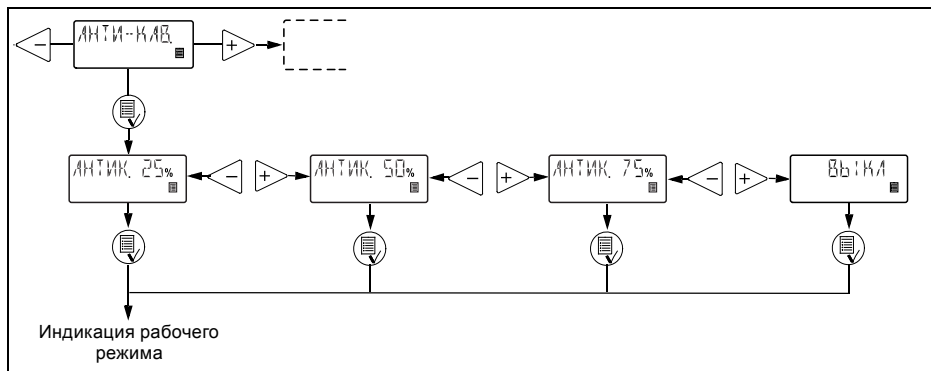 АНТИ-КАВ.
АНТИК. 25%
АНТИК. 50%
АНТИК. 75%
ВЫКЛ
Индикация рабочего
режима